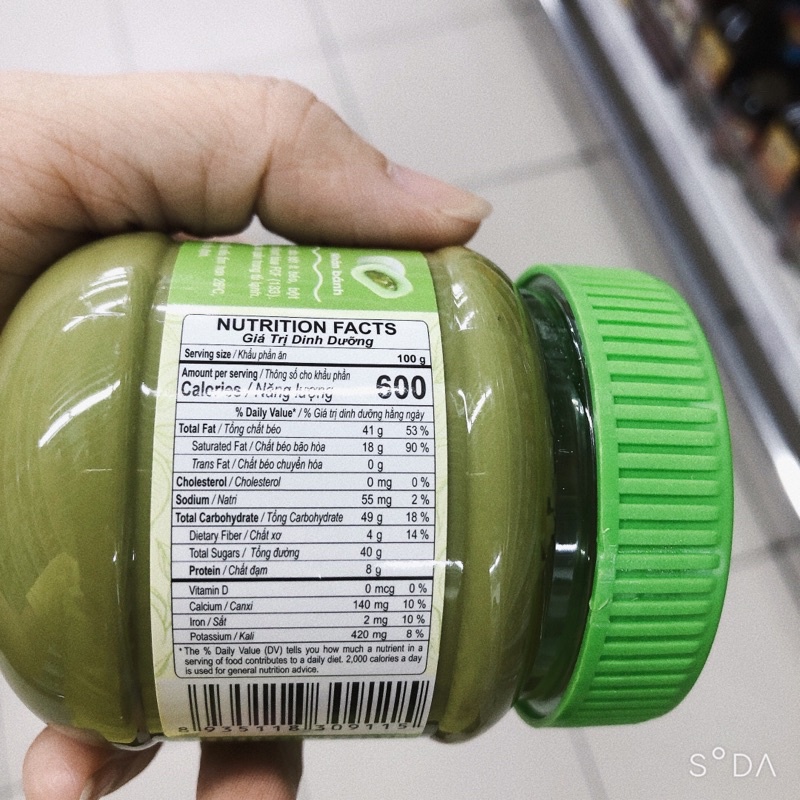 nhân bánh
NUTRITION FACTS
Giá Trị Dinh Dưỡng
Serving size / Khẩu phần ăn 100 g
Amount per serving / Thông số cho khẩu phần
Calories / Năng lượng 600
% Daily Value* / % Giá trị dinh dưỡng hằng ngày
Total Fat / Tổng chất béo 41 g 53 %
Saturated Fat / Chất béo bão hòa 18 g 90 %
Trans Fat / Chất béo chuyển hóa 0 g
Cholesterol / Cholesterol 0 mg 0 %
Sodium / Natri 55 mg 2 %
Total Carbohydrate / Tổng Carbohydrate 49 g 18 %
Dietary Fiber / Chất xơ 4 g 14 %
Total Sugars / Tổng đường 40 g
Protein / Chất đạm 8 g
Vitamin D 0 mcg 0 %
Calcium / Canxi 140 mg 10 %
Iron / Sắt 2 mg 10 %
Potassium / Kali 420 mg 8 %
* The % Daily Value (DV) tells you how much a nutrient in a
serving of food contributes to a daily diet. 2,000 calories a day
is used for general nutrition advice.
8 935118 309115
SODA